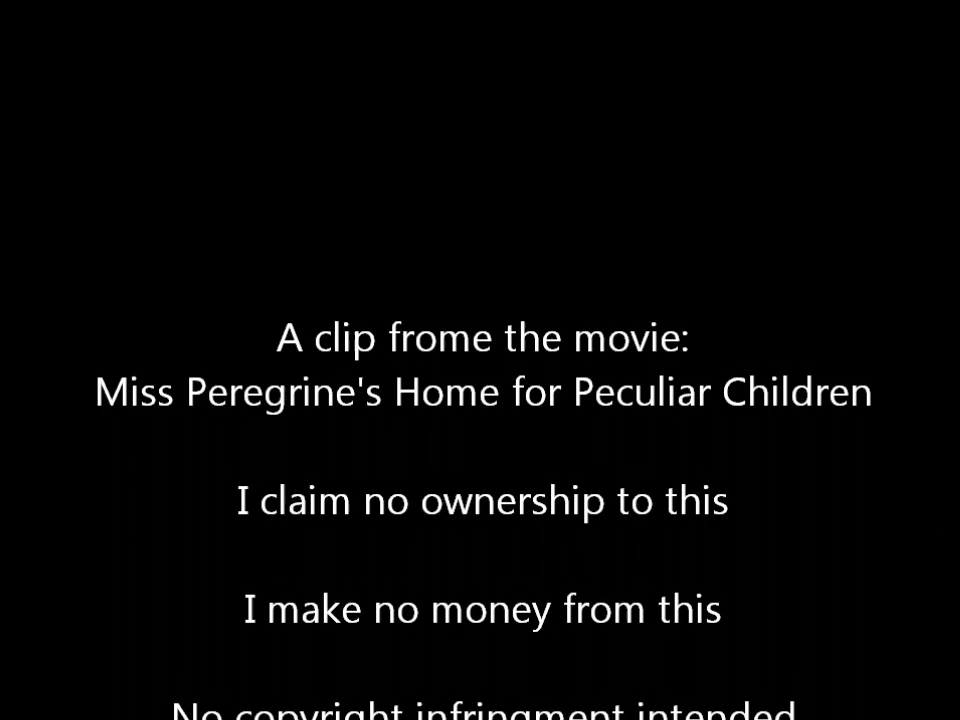 A clip frome the movie:
Miss Peregrine's Home for Peculiar Children
I claim no ownership to this
I make no money from this
No copyright infringment intended